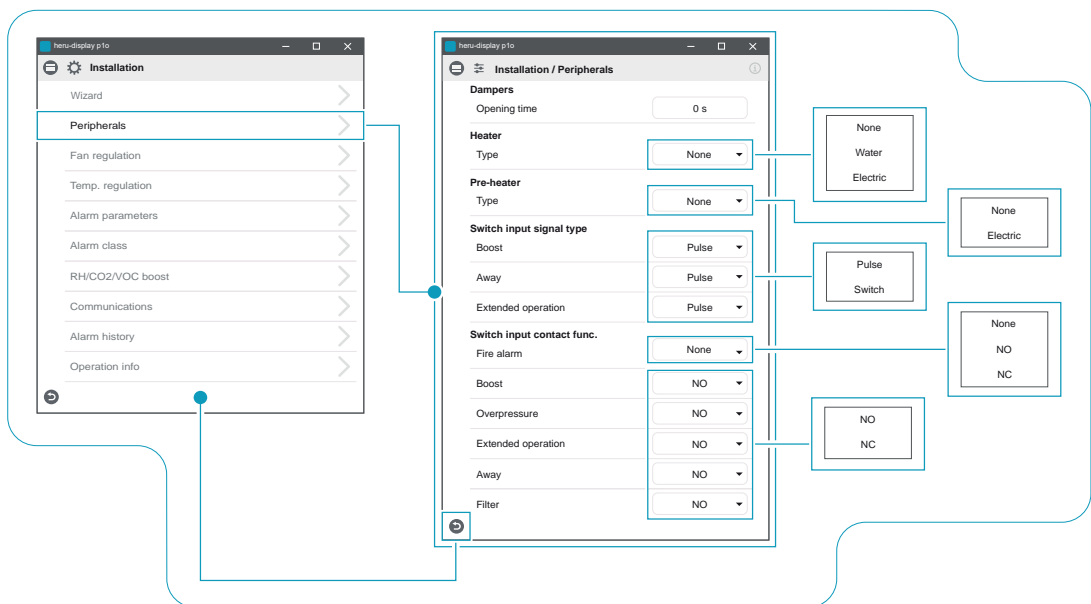 heru-display p1o
Installation
Wizard
Peripherals
Fan regulation
Temp. regulation
Alarm parameters
Alarm class
RH/CO2/VOC boost
Communications
Alarm history
Operation info
heru-display p1o
Installation / Peripherals
Dampers
Opening time 0 s
Heater
Type None
Pre-heater
Type None
Switch input signal type
Boost Pulse
Away Pulse
Extended operation Pulse
Switch input contact func.
Fire alarm None
Boost NO
Overpressure NO
Extended operation NO
Away NO
Filter NO
None
Water
Electric
None
Electric
Pulse
Switch
None
NO
NC
NO
NC